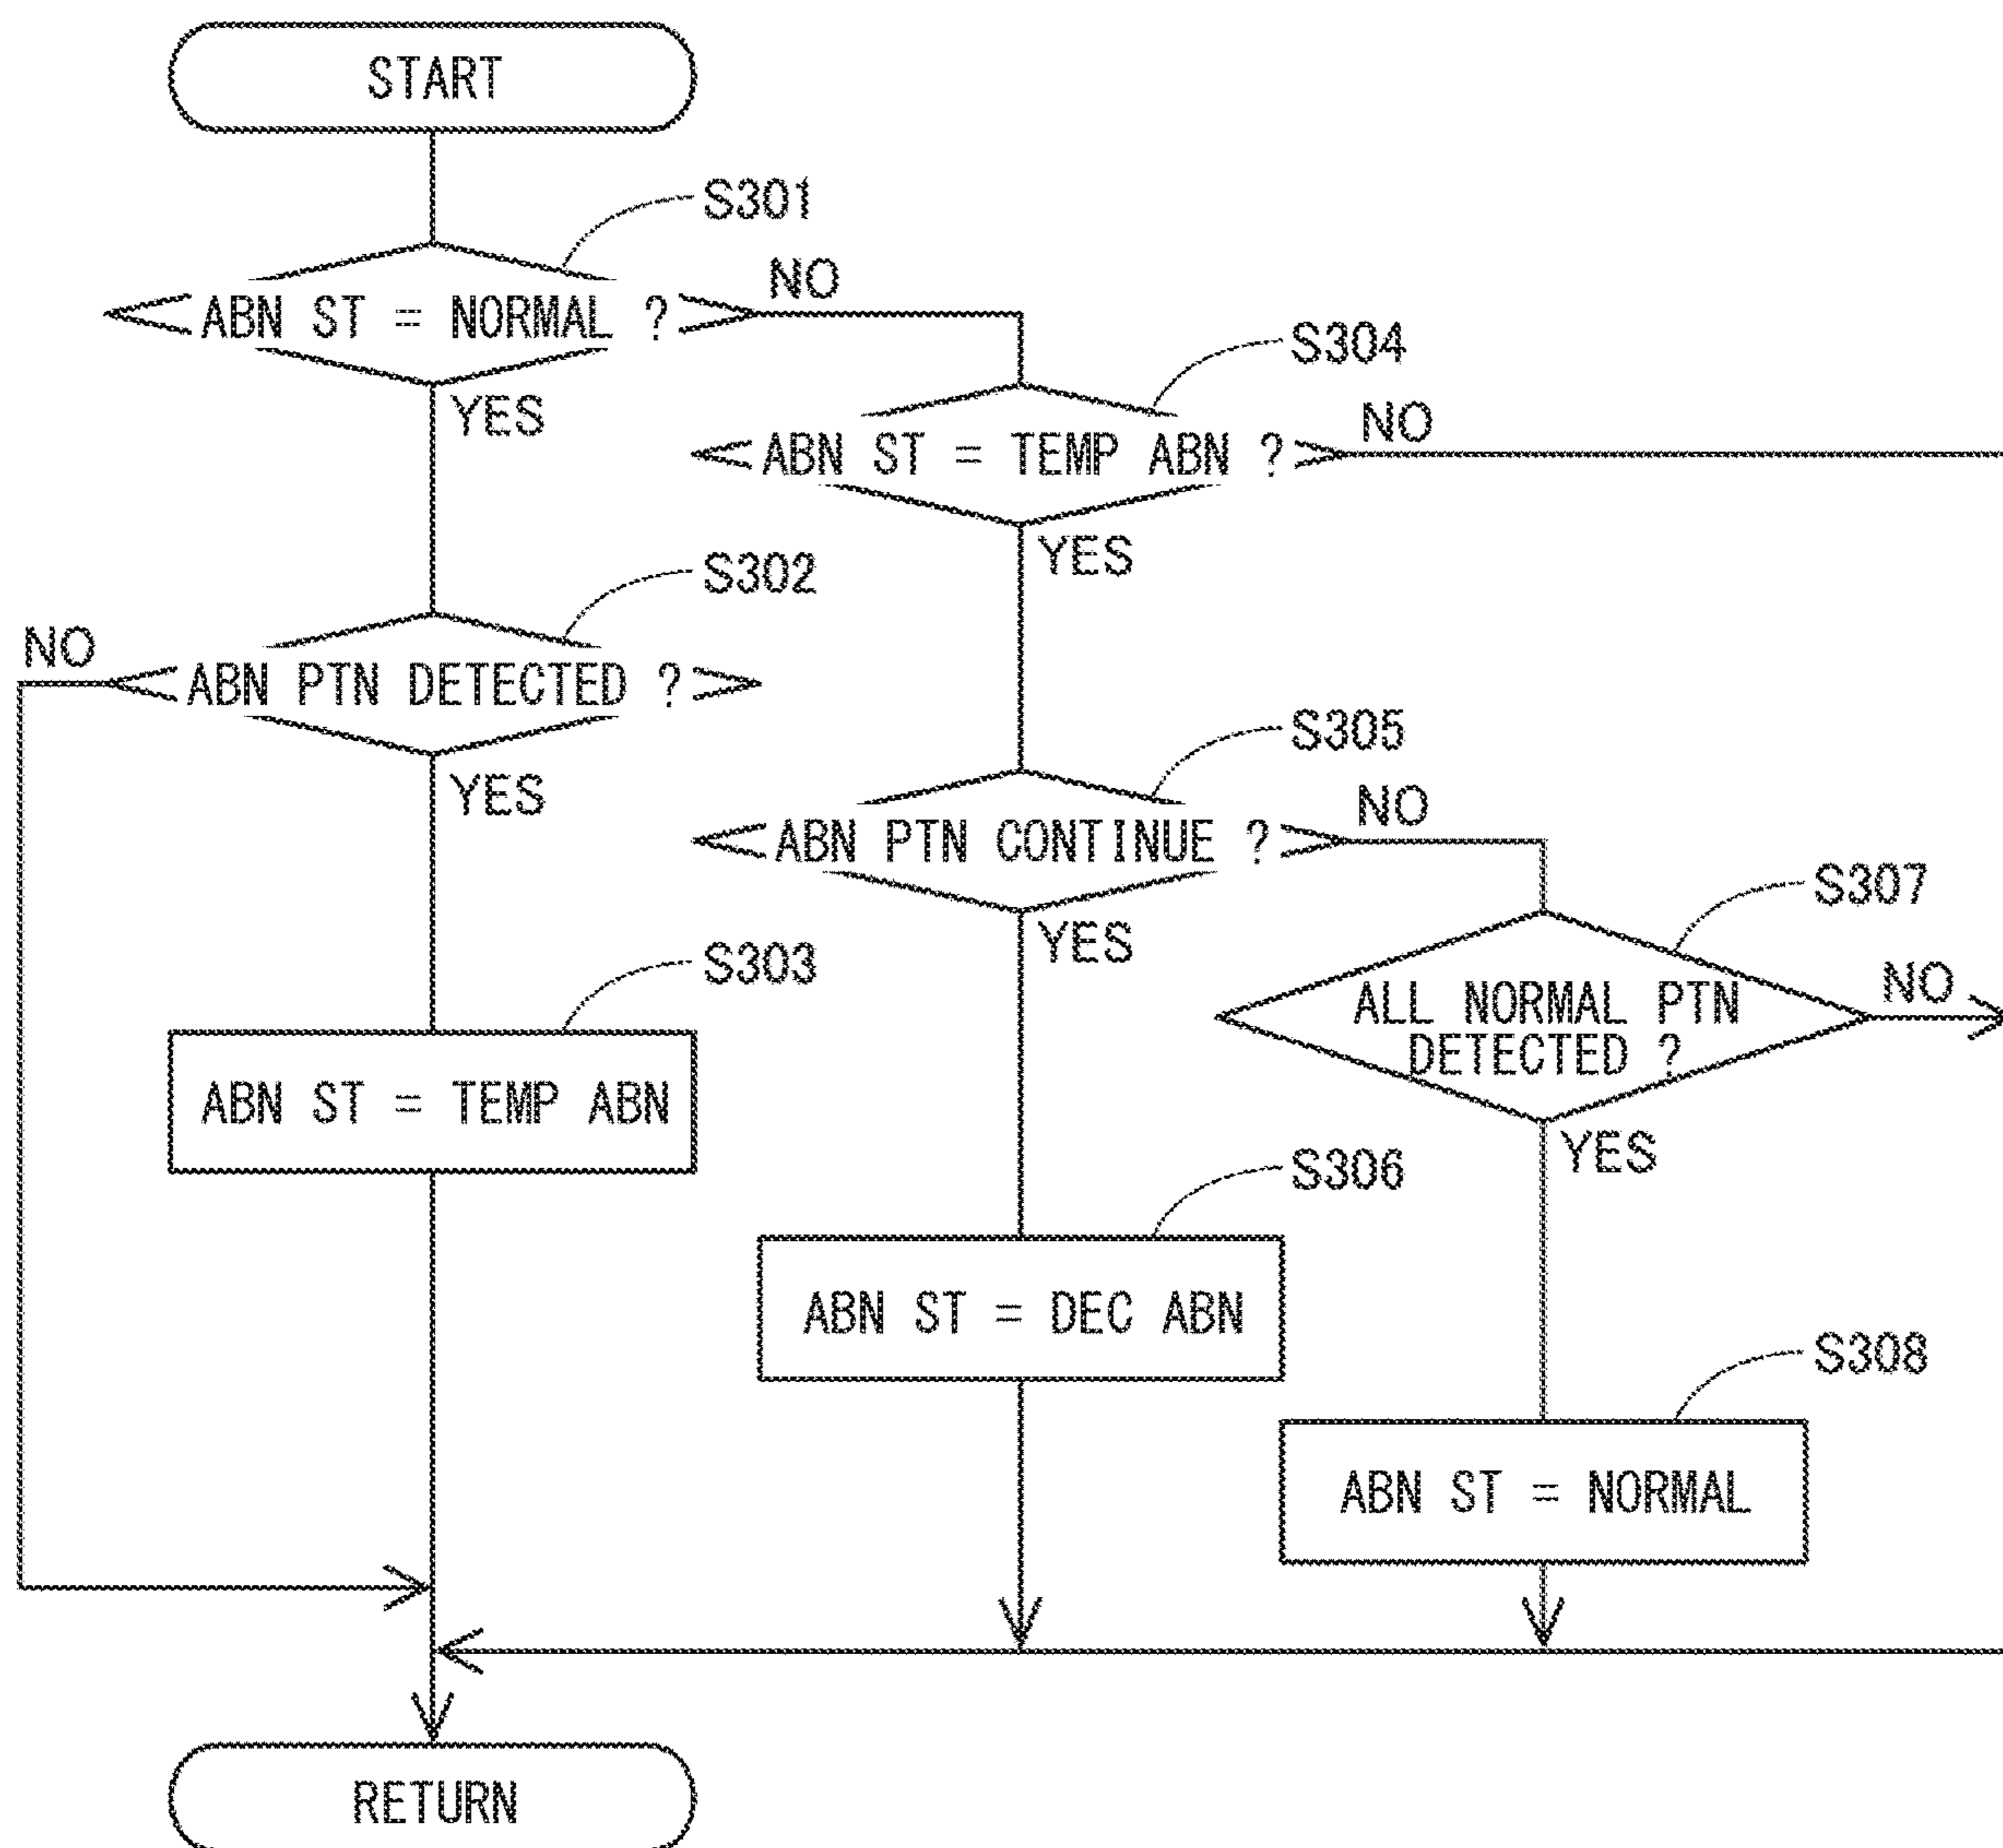 START
S301
ABN ST = NORMAL ?
NO
YES
S304
ABN ST = TEMP ABN ?
NO
YES
S302
NO
ABN PTN DETECTED ?
YES
S305
ABN PTN CONTINUE ?
NO
YES
S307
ALL NORMAL PTN
DETECTED ?
NO
YES
S303
ABN ST = TEMP ABN
S306
ABN ST = DEC ABN
S308
ABN ST = NORMAL
RETURN